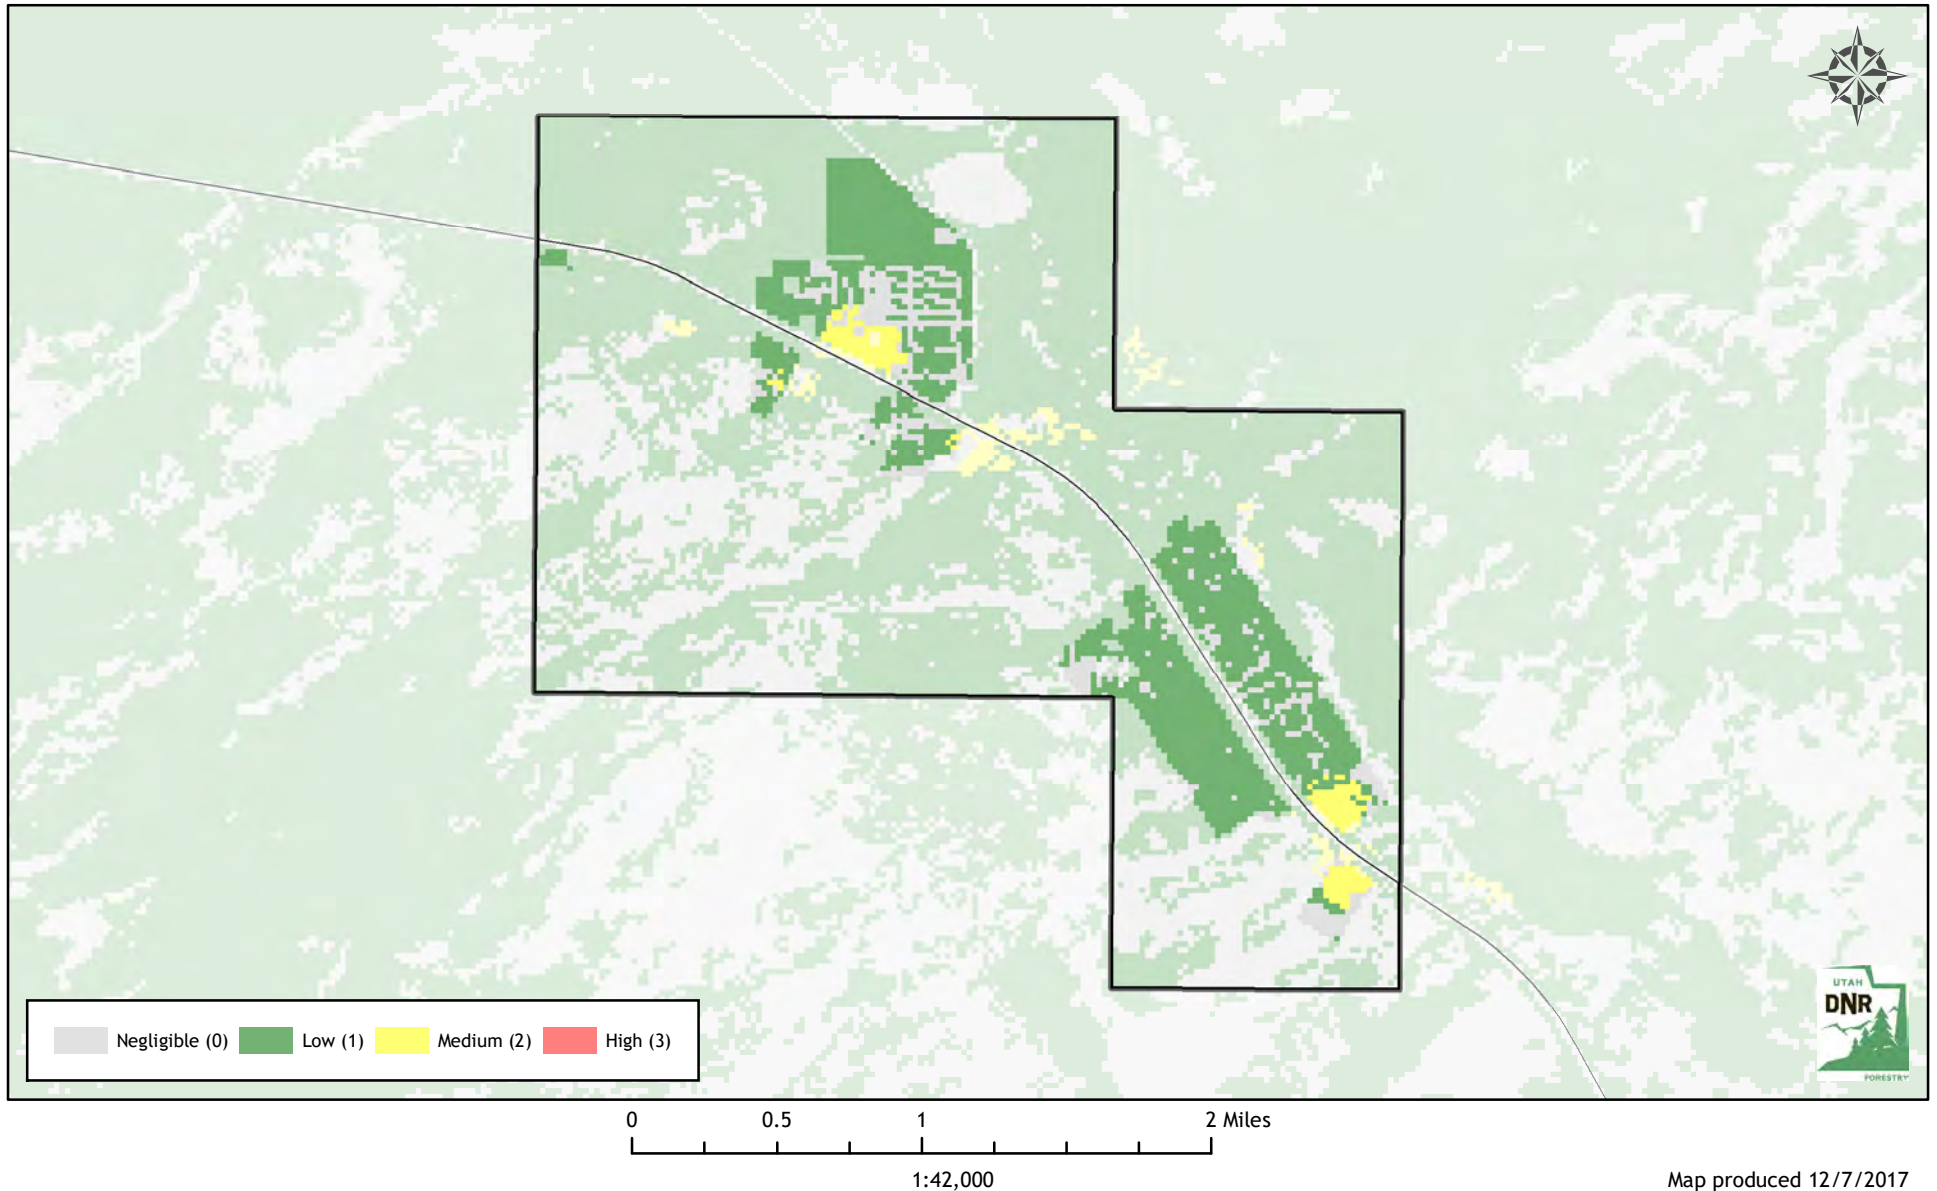 UTAH
DNR
FORESTRY
Negligible (0) Low (1) Medium (2) High (3)
0 0.5 1 2 Miles
1:42,000
Map produced 12/7/2017